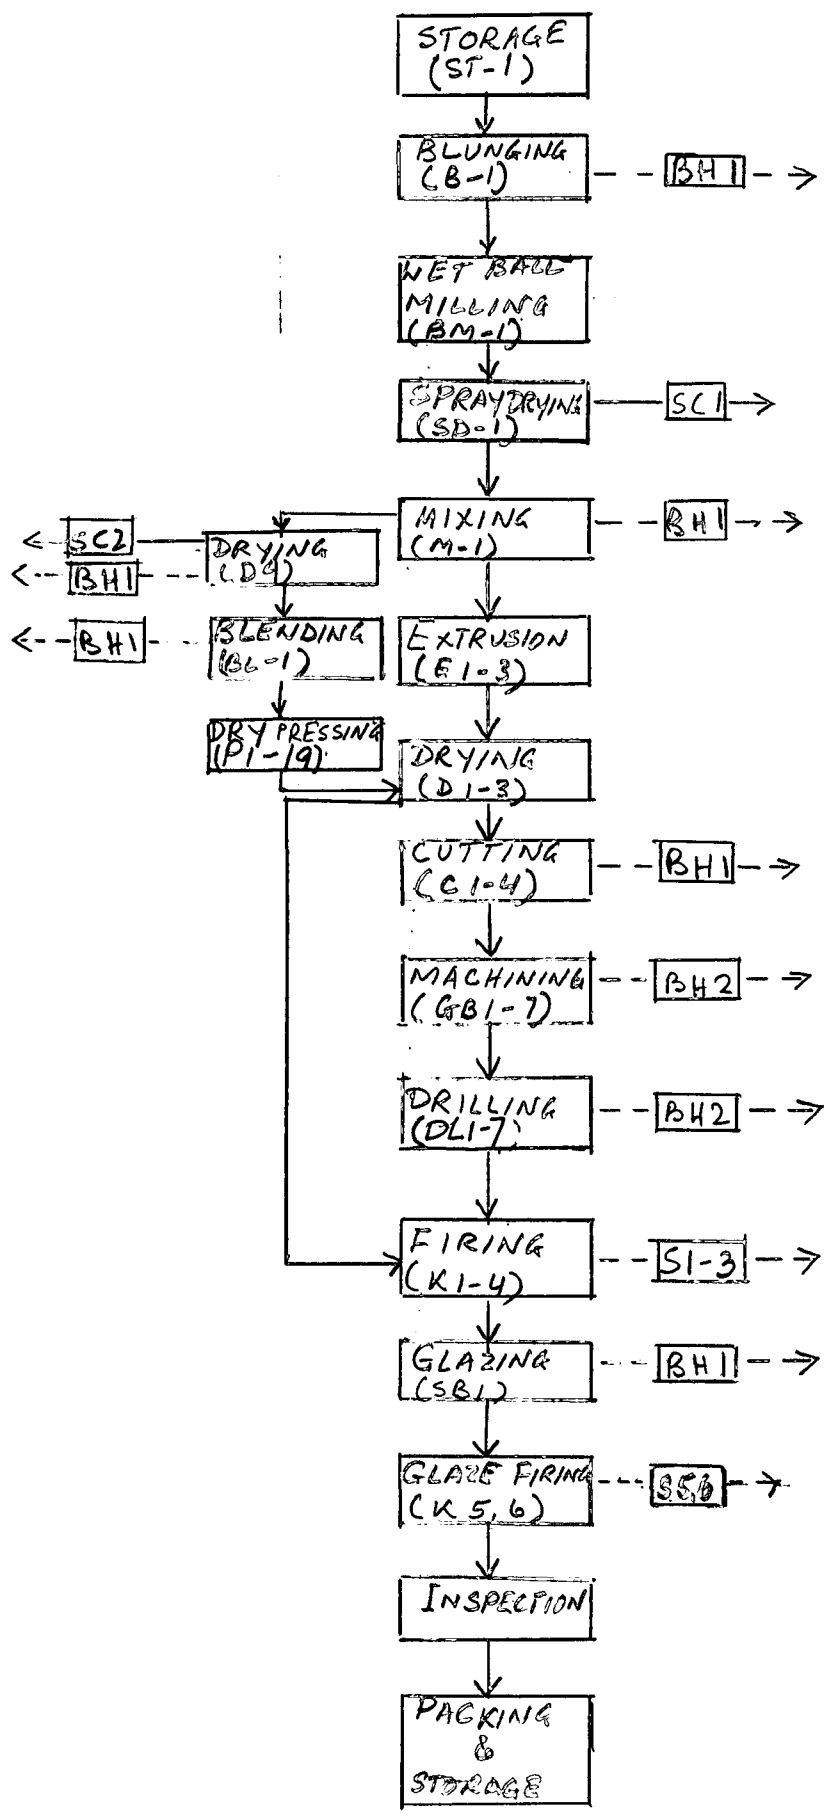 STORAGE
(ST-1)
BLUNGING
(B-1)
BH1
WET BALL
MILLING
(BM-1)
SPRAY DRYING
(SD-1)
SC1
MIXING
(M-1)
BH1
SC2
BH1
DRYING
BH1
BLENDING
(BL-1)
EXTRUSION
(E1-3)
DRY PRESSING
(P1-19)
DRYING
(D1-3)
CUTTING
(C1-4)
BH1
MACHINING
(GB1-7)
BH2
DRILLING
(DL1-7)
BH2
FIRING
(K1-4)
S1-3
GLAZING
(SB1)
BH1
GLAZE FIRING
(K5,6)
S5,6
INSPECTION
PACKING
&
STORAGE